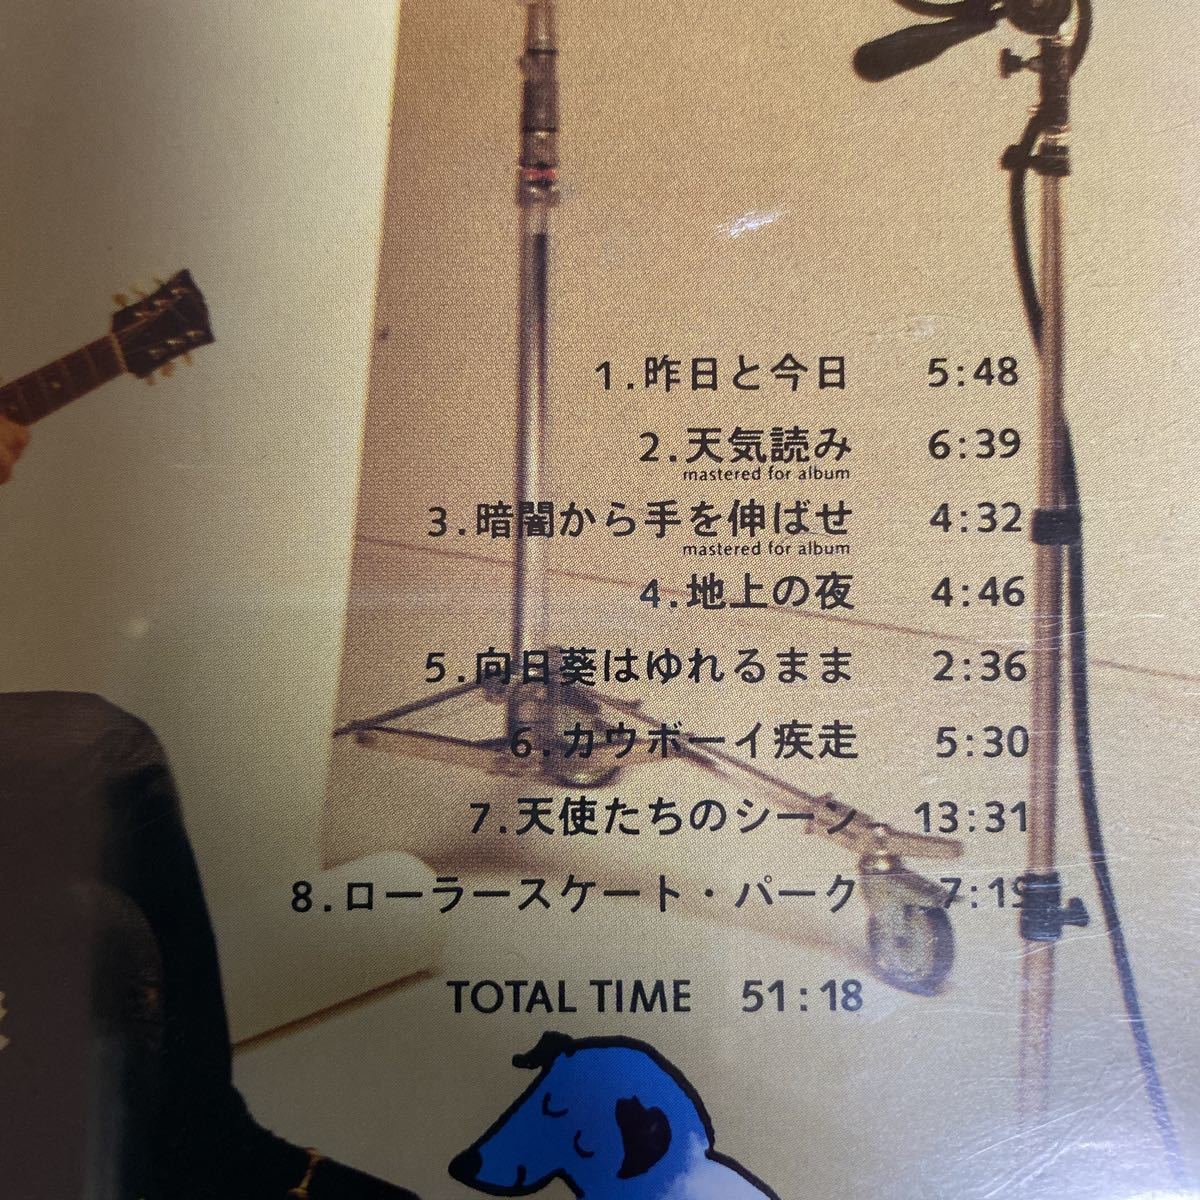 1.昨日と今日 5:48
2.天気読み 6:39
mastered for album
3.暗闇から手を伸ばせ 4:32
mastered for album
4.地上の夜 4:46
5.向日葵はゆれるまま 2:36
6.カウボーイ疾走 5:30
7.天使たちのシーン 13:31
8.ローラースケート・パーク 7:19
TOTAL TIME 51:18